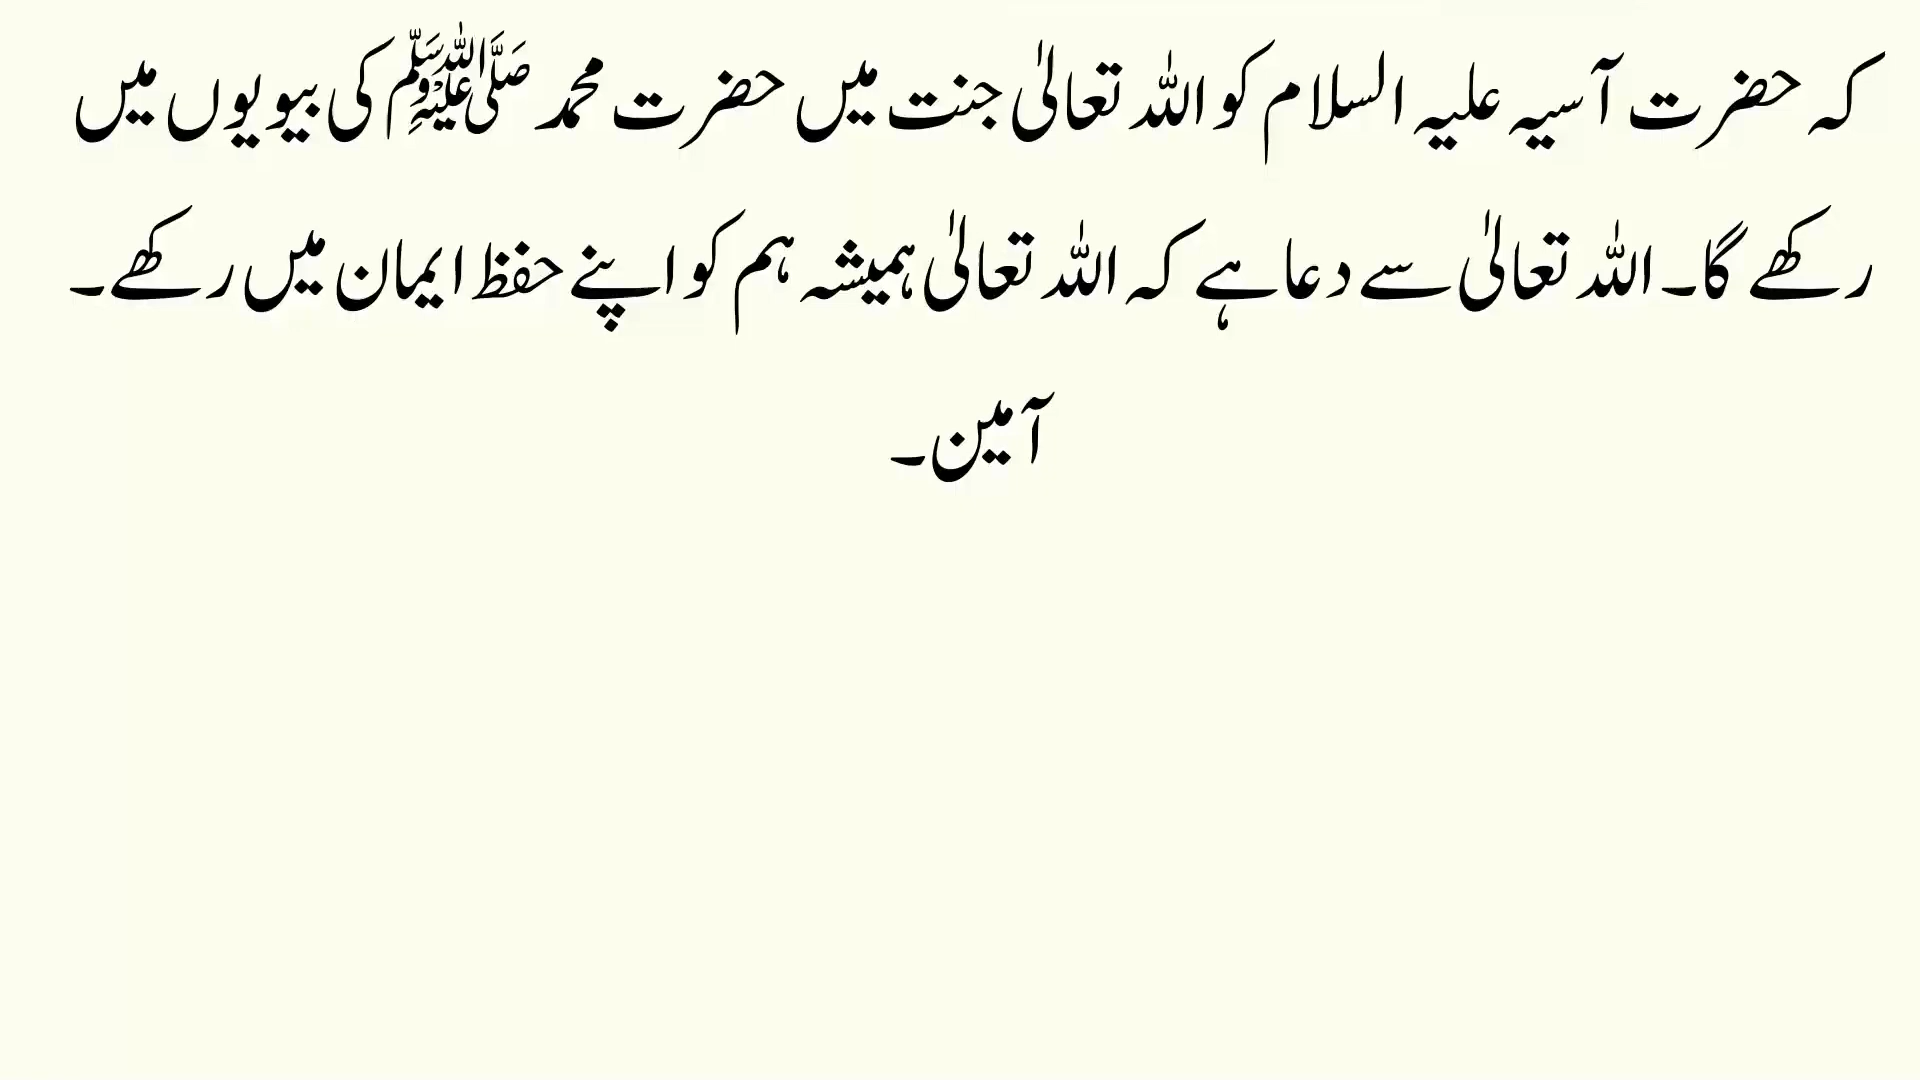 کہ حضرت آسیہ علیہ السلام کو اللہ تعالیٰ جنت میں حضرت محمد ﷺ کی بیویوں میں
رکھے گا۔ اللہ تعالیٰ سے دعا ہے کہ اللہ تعالیٰ ہمیشہ ہم کو اپنے حفظ ایمان میں رکھے۔
آمین۔